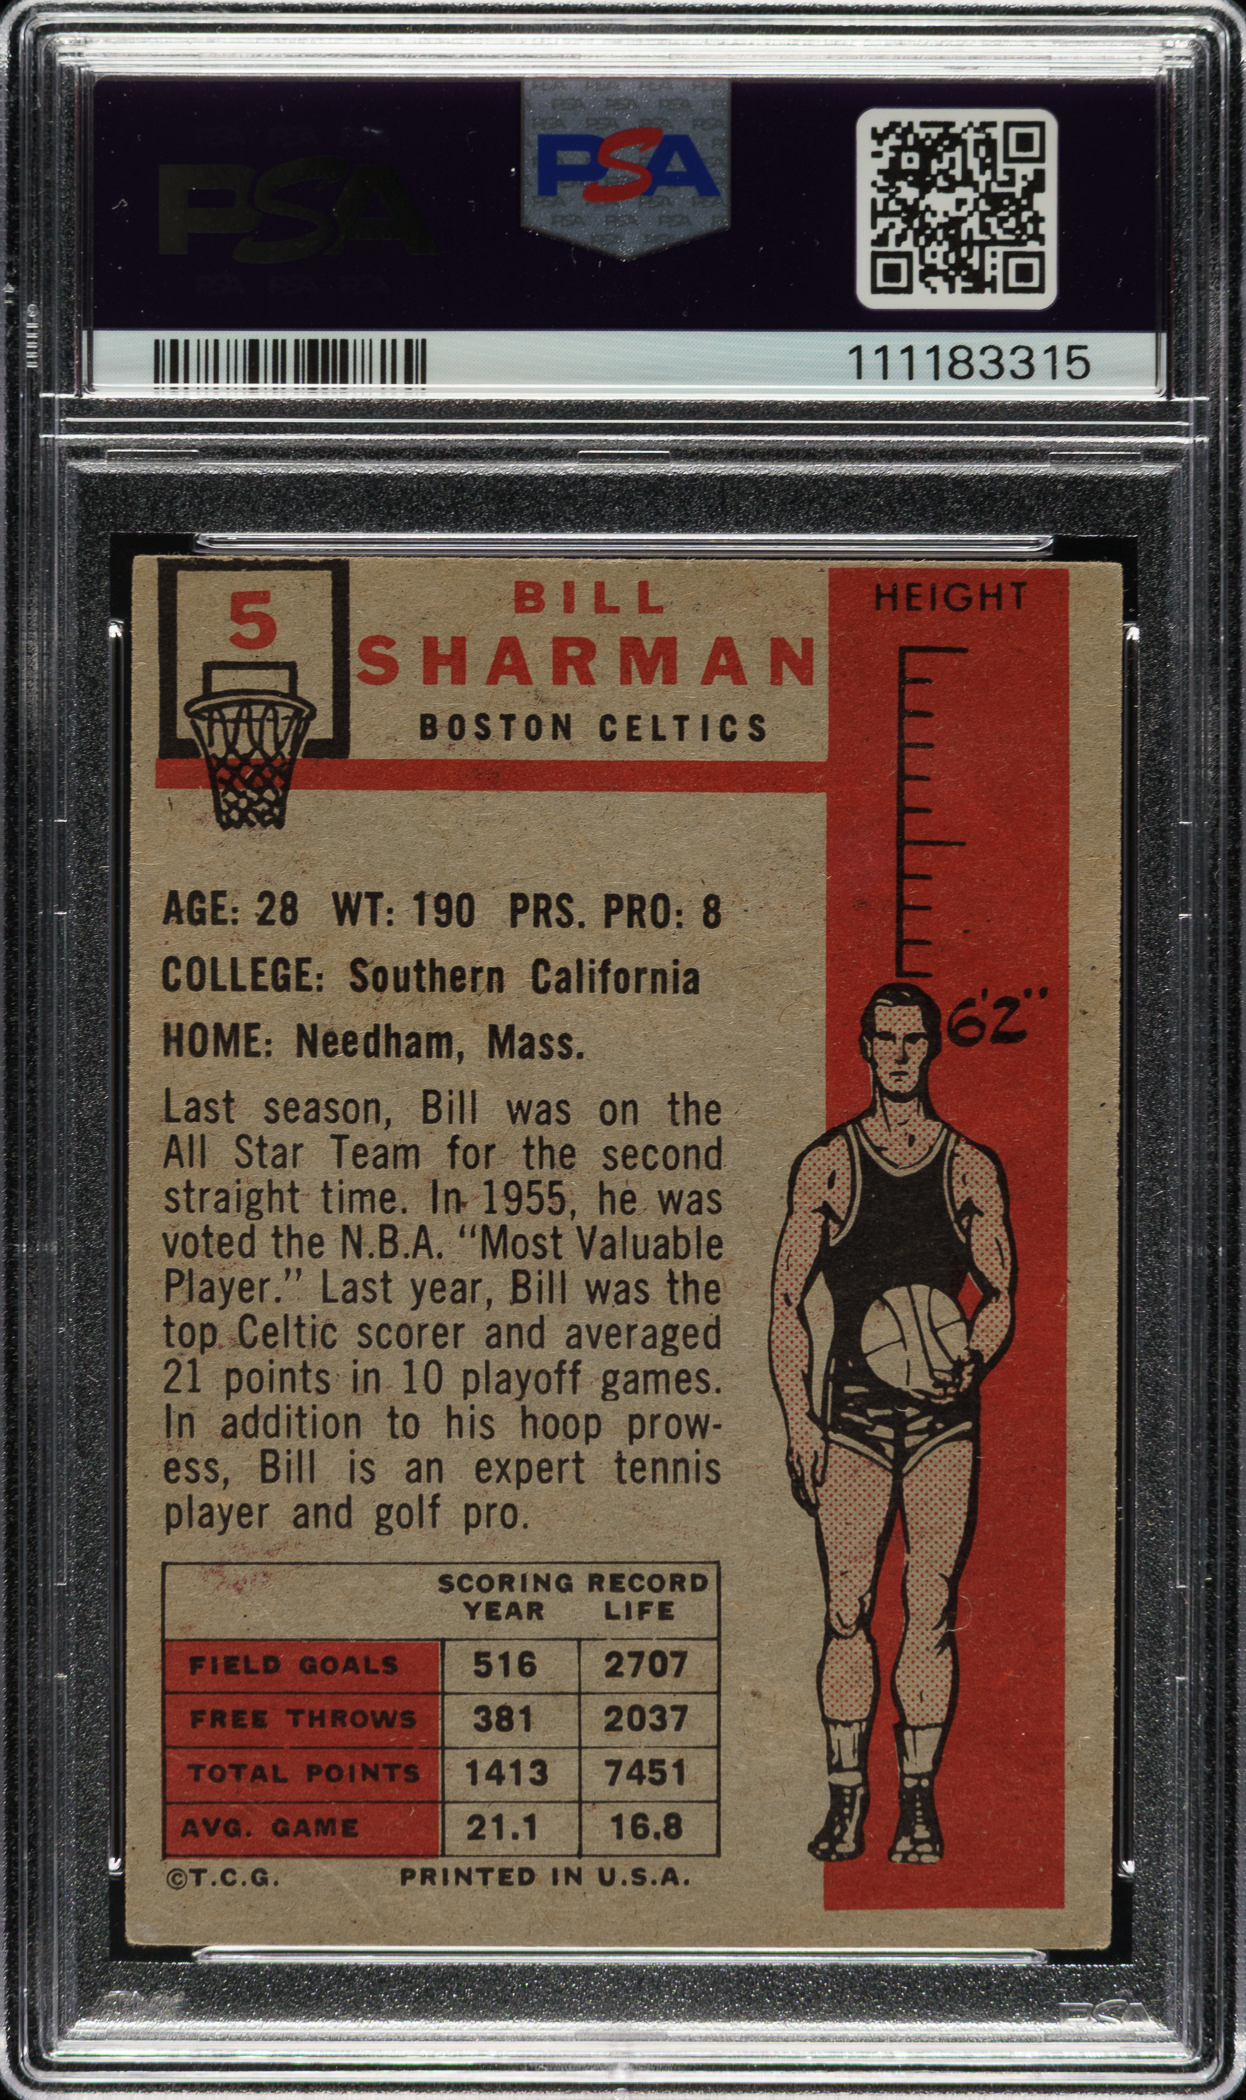 PSA
PSA
111183315
5
BILL
SHARMAN
BOSTON CELTICS
HEIGHT
6'2"
AGE: 28 WT: 190 PRS. PRO: 8
COLLEGE: Southern California
HOME: Needham, Mass.
Last season, Bill was on the
All Star Team for the second
straight time. In 1955, he was
voted the N.B.A. "Most Valuable
Player." Last year, Bill was the
top Celtic scorer and averaged
21 points in 10 playoff games.
In addition to his hoop prow-
ess, Bill is an expert tennis
player and golf pro.
SCORING RECORD
YEAR LIFE
FIELD GOALS 516 2707
FREE THROWS 381 2037
TOTAL POINTS 1413 7451
AVG. GAME 21.1 16.8
©T.C.G. PRINTED IN U.S.A.
PSA